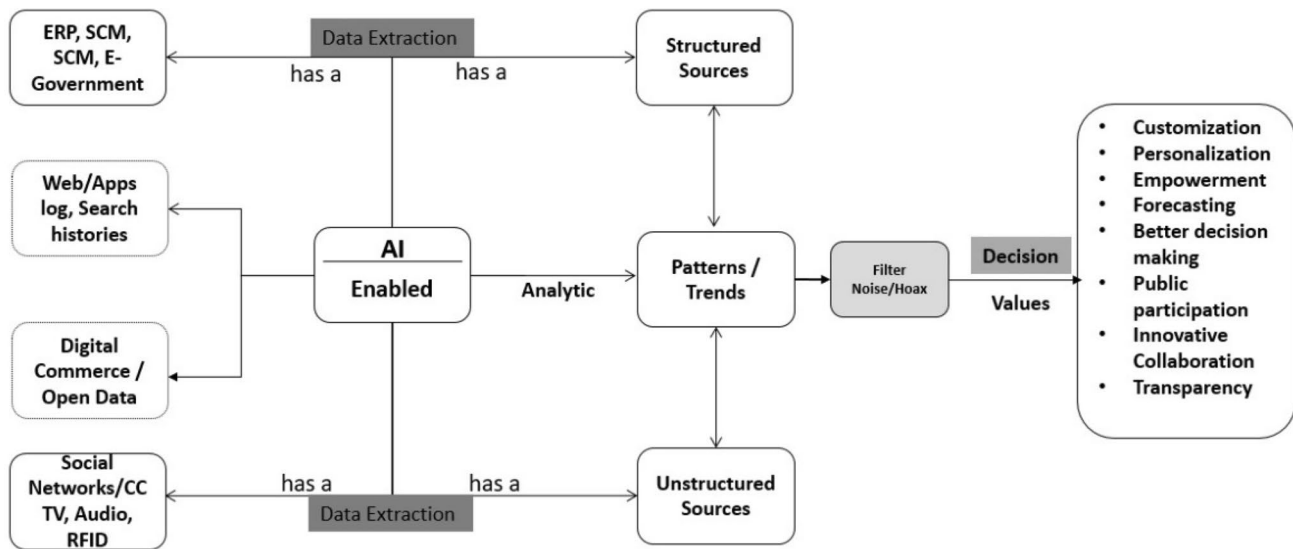 ERP, SCM,
SCM, E-
Government
Data Extraction
has a
has a
Structured
Sources
Web/Apps
log, Search
histories
AI
Enabled
Analytic
Patterns /
Trends
Filter
Noise/Hoax
Decision
Values
• Customization
• Personalization
• Empowerment
• Forecasting
• Better decision
making
• Public
participation
• Innovative
Collaboration
• Transparency
Digital
Commerce /
Open Data
Social
Networks/CC
TV, Audio,
RFID
has a
Data Extraction
has a
Unstructured
Sources